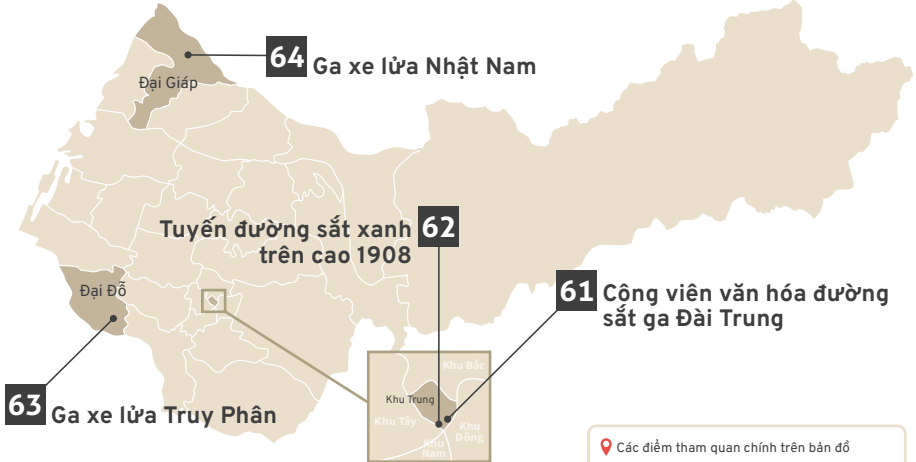 64 Ga xe lửa Nhật Nam
Đại Giáp
Tuyến đường sắt xanh 62
trên cao 1908
61 Công viên văn hóa đường
sắt ga Đài Trung
Đại Đỗ
63 Ga xe lửa Truy Phân
Khu Bắc
Khu Trung
Khu Tây
Khu
Đông
Khu
Nam
Các điểm tham quan chính trên bản đồ